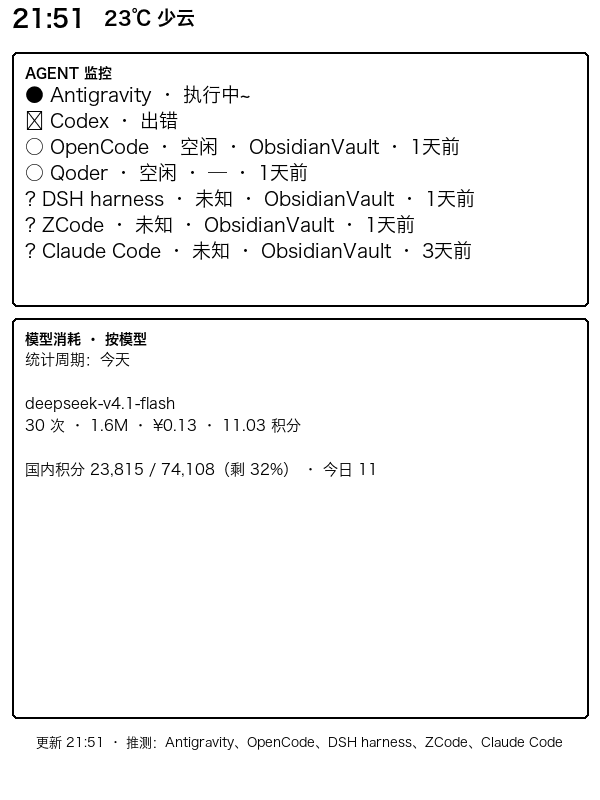 21:51 23℃ 少云
AGENT 监控
● Antigravity · 执行中~
☒ Codex · 出错
○ OpenCode · 空闲 · ObsidianVault · 1天前
○ Qoder · 空闲 · — · 1天前
? DSH harness · 未知 · ObsidianVault · 1天前
? ZCode · 未知 · ObsidianVault · 1天前
? Claude Code · 未知 · ObsidianVault · 3天前
模型消耗 · 按模型
统计周期：今天
deepseek-v4.1-flash
30 次 · 1.6M · ¥0.13 · 11.03 积分
国内积分 23,815 / 74,108（剩 32%） · 今日 11
更新 21:51 · 推测：Antigravity、OpenCode、DSH harness、ZCode、Claude Code